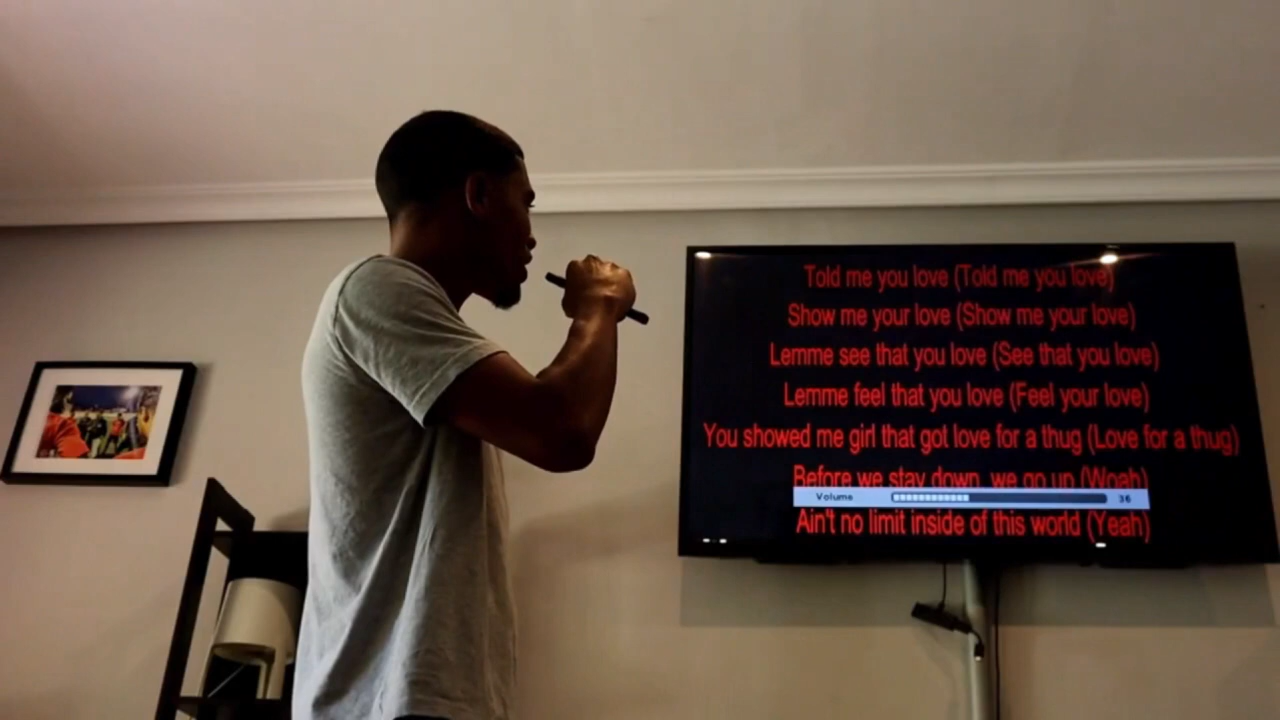 Told me you love (Told me you love)
Show me your love (Show me your love)
Lemme see that you love (See that you love)
Lemme feel that you love (Feel your love)
You showed me girl that got love for a thug (Love for a thug)
Before we stay down, we go up (Woah)
Volume 36
Ain't no limit inside of this world (Yeah)